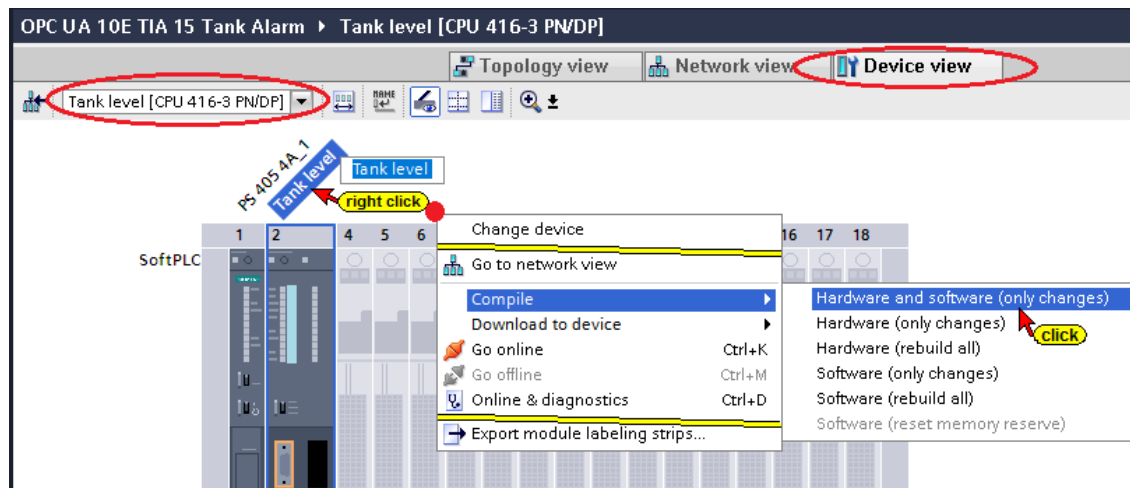 OPC UA 10E TIA 15 Tank Alarm ▸ Tank level [CPU 416-3 PN/DP]
Topology view Network view Device view
Tank level [CPU 416-3 PN/DP]
PS 405 4A_1
Tank level
Tank level
right click
1 2 4 5 6 16 17 18
SoftPLC
Change device
Go to network view
Compile
Download to device
Go online Ctrl+K
Go offline Ctrl+M
Online & diagnostics Ctrl+D
Export module labeling strips...
Hardware and software (only changes)
Hardware (only changes)
click
Hardware (rebuild all)
Software (only changes)
Software (rebuild all)
Software (reset memory reserve)